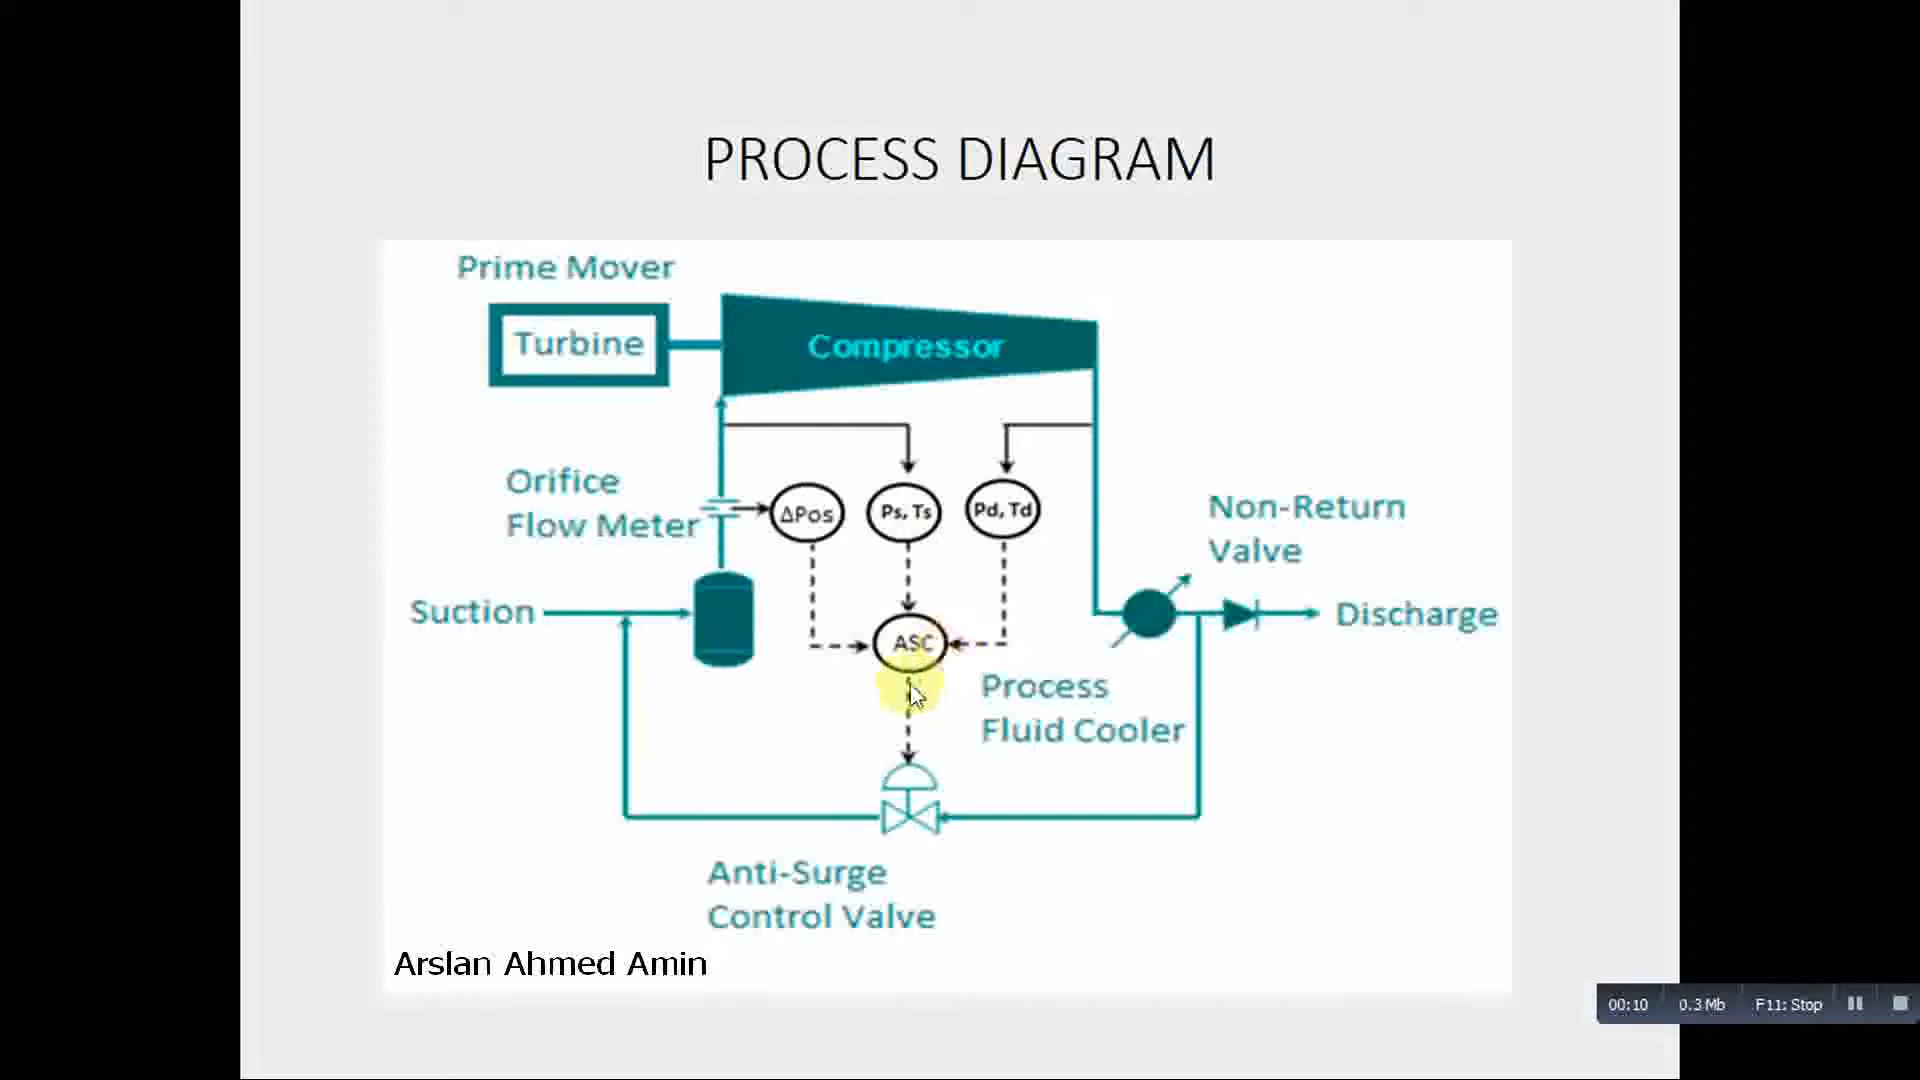 PROCESS DIAGRAM
Prime Mover
Turbine
Compressor
Orifice
Flow Meter
ΔPos
Ps, Ts
Pd, Td
Non-Return
Valve
Suction
ASC
Discharge
Process
Fluid Cooler
Anti-Surge
Control Valve
Arslan Ahmed Amin
00:10 0.3 Mb F11: Stop